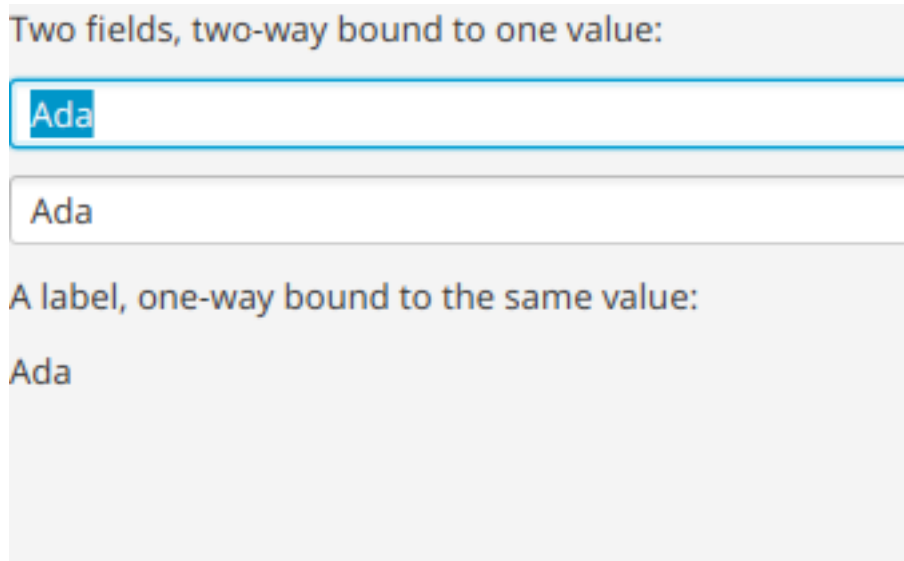 Two fields, two-way bound to one value:
Ada
Ada
A label, one-way bound to the same value:
Ada